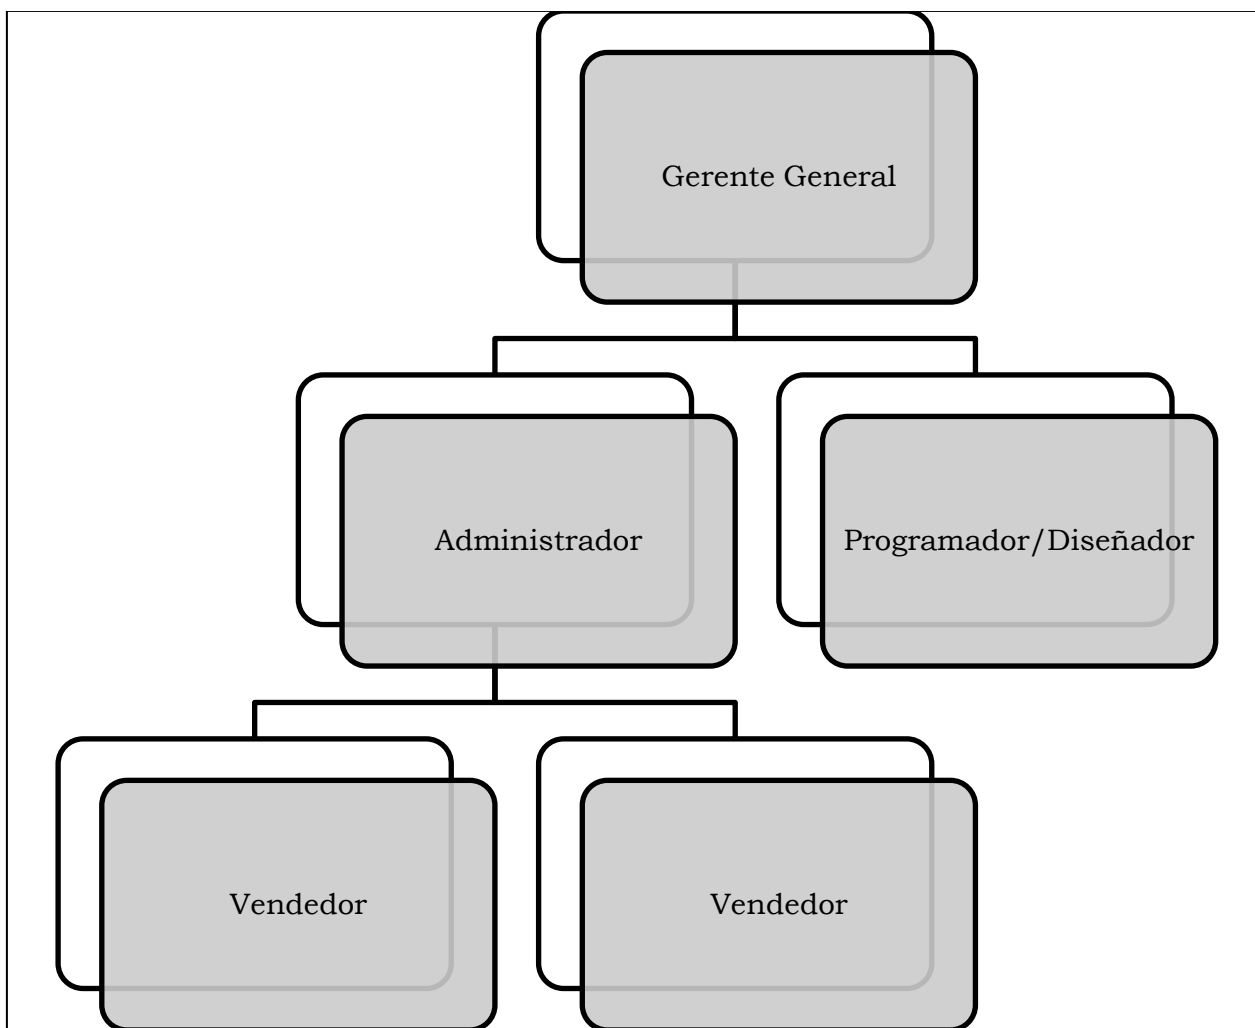 Gerente General
Administrador
Programador/Diseñador
Vendedor
Vendedor